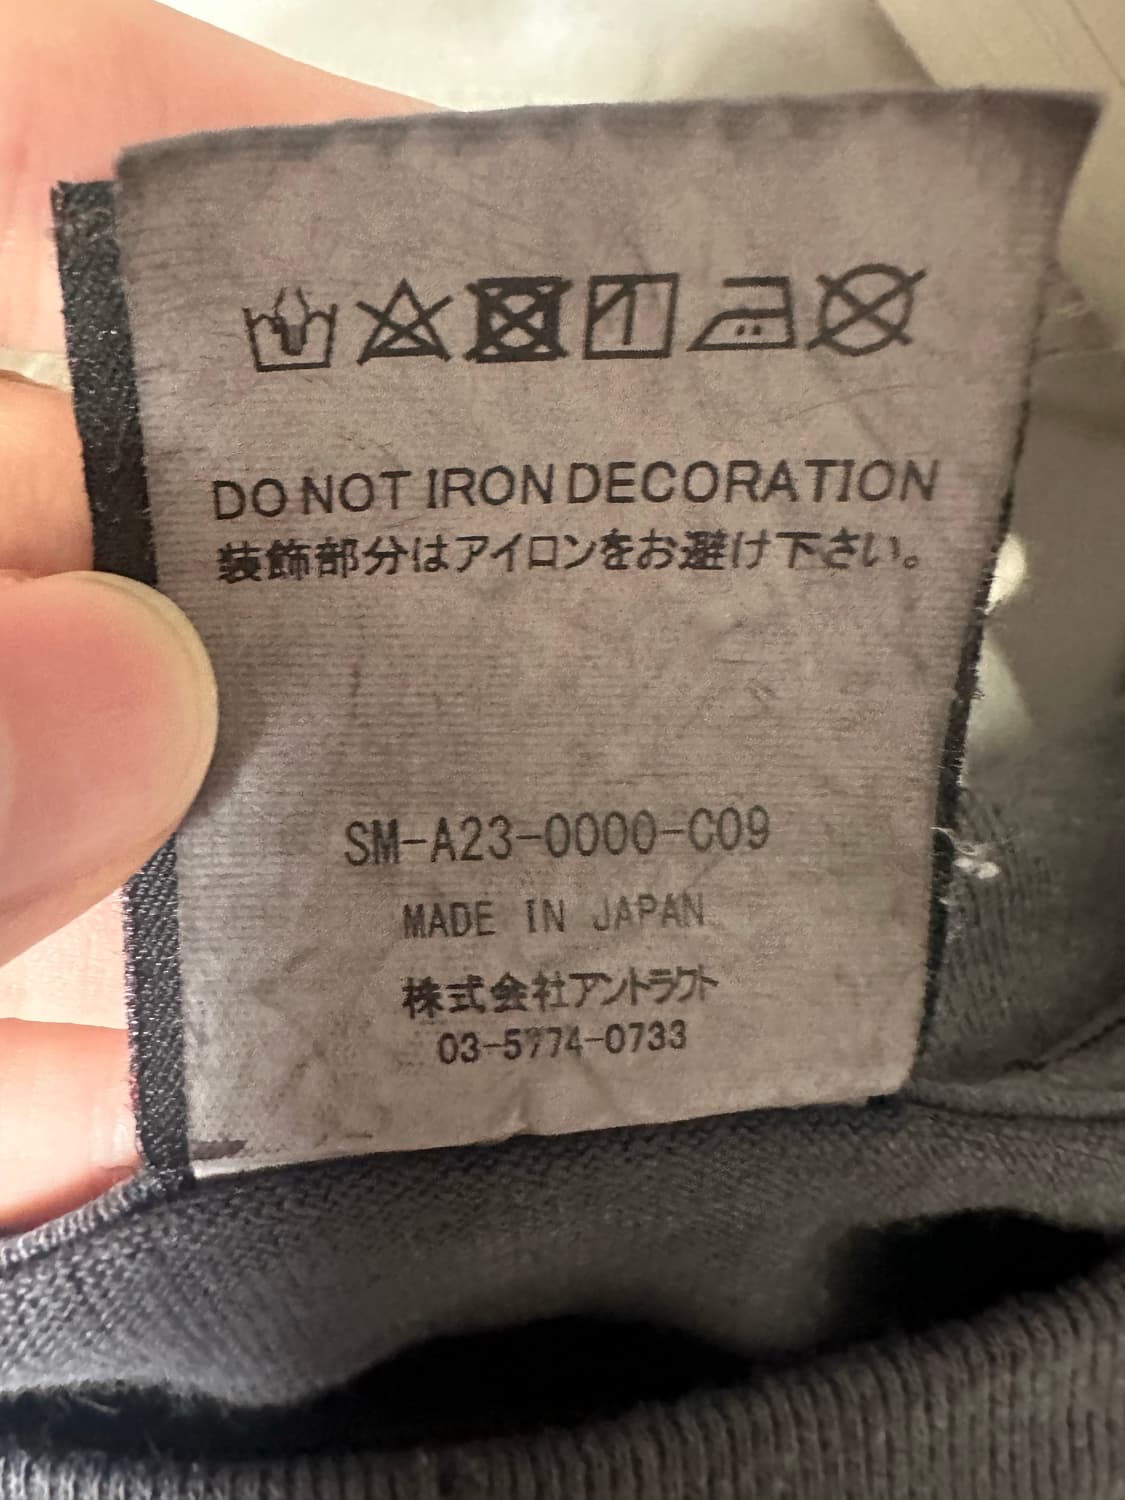 DO NOT IRON DECORATION
装飾部分はアイロンをお避け下さい。
SM-A23-0000-C09
MADE IN JAPAN
株式会社アントラクト
03-5774-0733